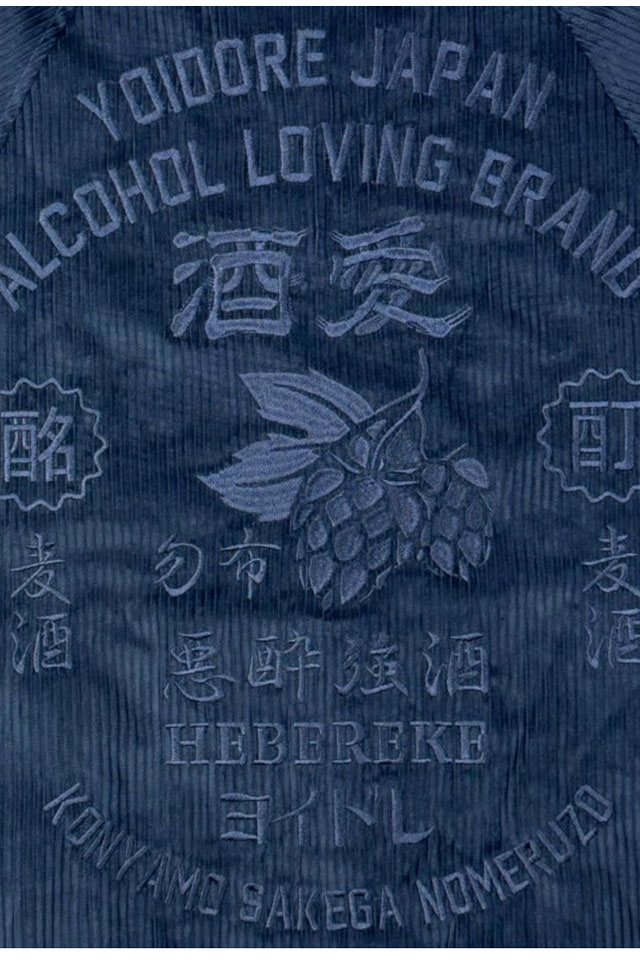 YOIDORE JAPAN
ALCOHOL LOVING BRAND
酒愛
酩
酊
麦酒
勿布
麦酒
悪酔強酒
HEBEREKE
ヨイドレ
KONYAMO SAKEGA NOMERUZO